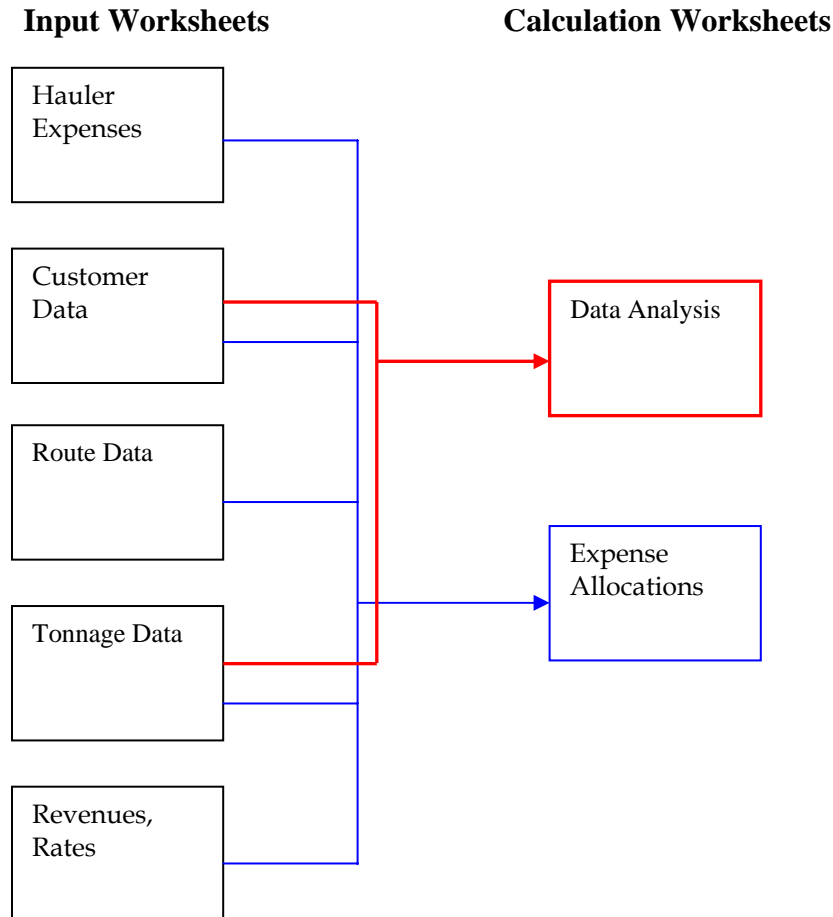 Input Worksheets
Calculation Worksheets
Hauler
Expenses
Customer
Data
Data Analysis
Route Data
Expense
Allocations
Tonnage Data
Revenues,
Rates